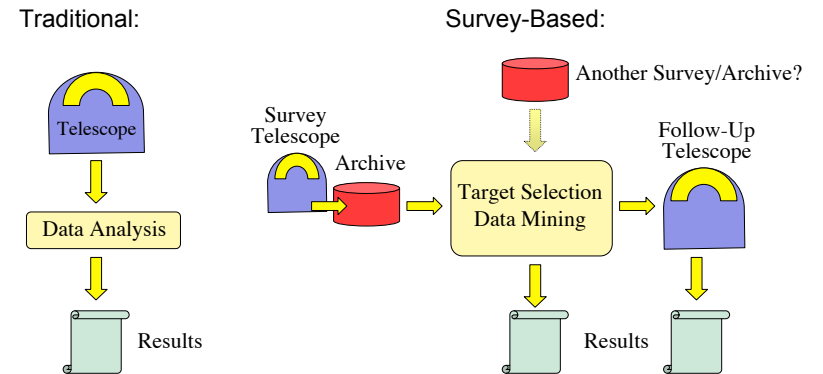 Traditional:
Telescope
Data Analysis
Results
Survey-Based:
Another Survey/Archive?
Survey
Telescope
Archive
Target Selection
Data Mining
Follow-Up
Telescope
Results